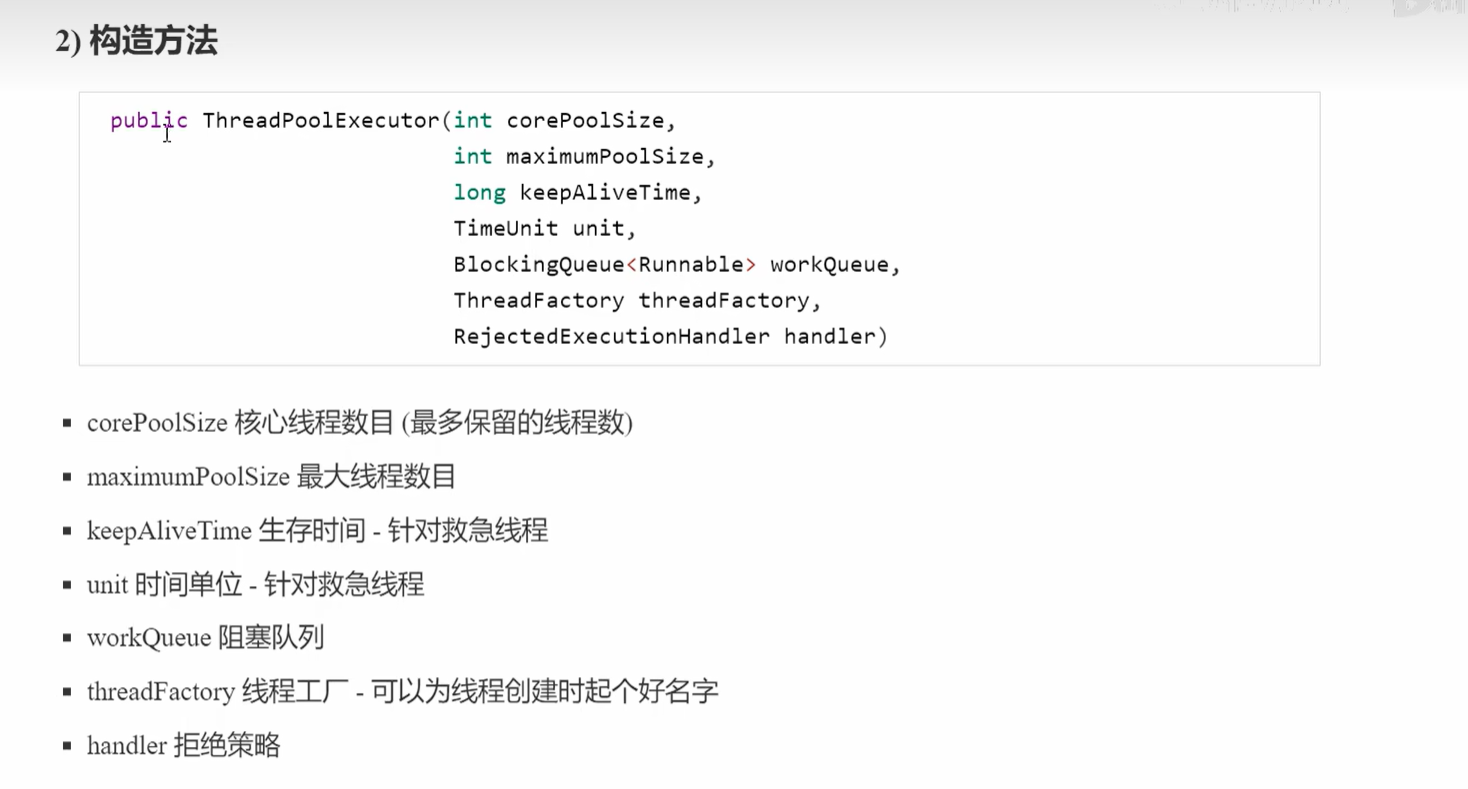 2) 构造方法
public ThreadPoolExecutor(int corePoolSize,
int maximumPoolSize,
long keepAliveTime,
TimeUnit unit,
BlockingQueue<Runnable> workQueue,
ThreadFactory threadFactory,
RejectedExecutionHandler handler)
▪ corePoolSize 核心线程数目 (最多保留的线程数)
▪ maximumPoolSize 最大线程数目
▪ keepAliveTime 生存时间 - 针对救急线程
▪ unit 时间单位 - 针对救急线程
▪ workQueue 阻塞队列
▪ threadFactory 线程工厂 - 可以为线程创建时起个好名字
▪ handler 拒绝策略